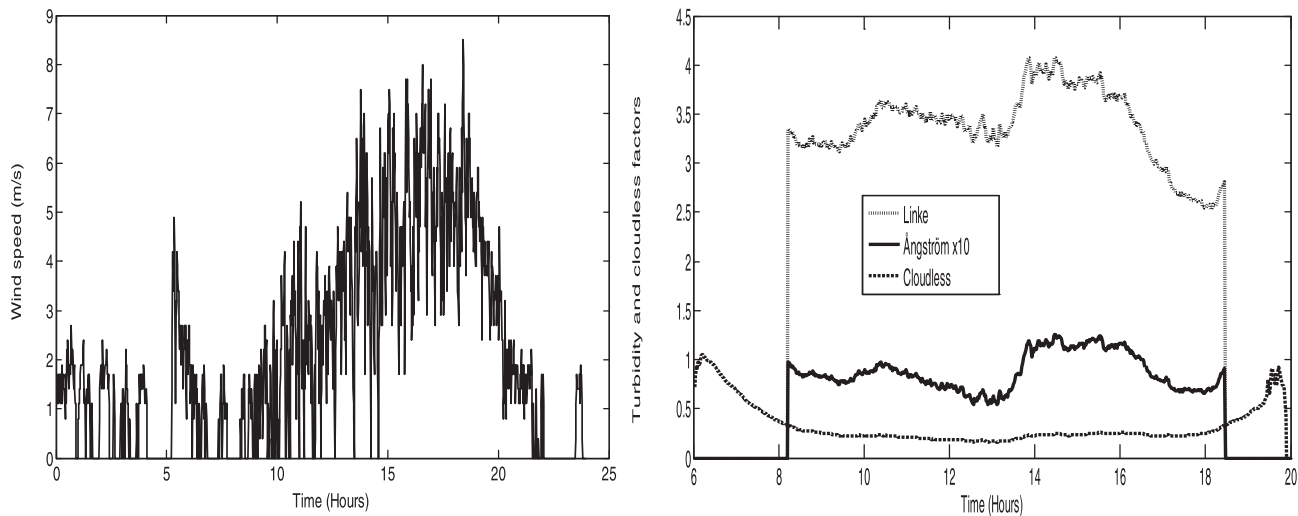 9
8
7
6
5
4
3
2
1
0
Wind speed (m/s)
0 5 10 15 20 25
Time (Hours)
4.5
4
3.5
3
2.5
2
1.5
1
0.5
0
Turbidity and cloudless factors
Linke
Ångström x10
Cloudless
6 8 10 12 14 16 18 20
Time (Hours)